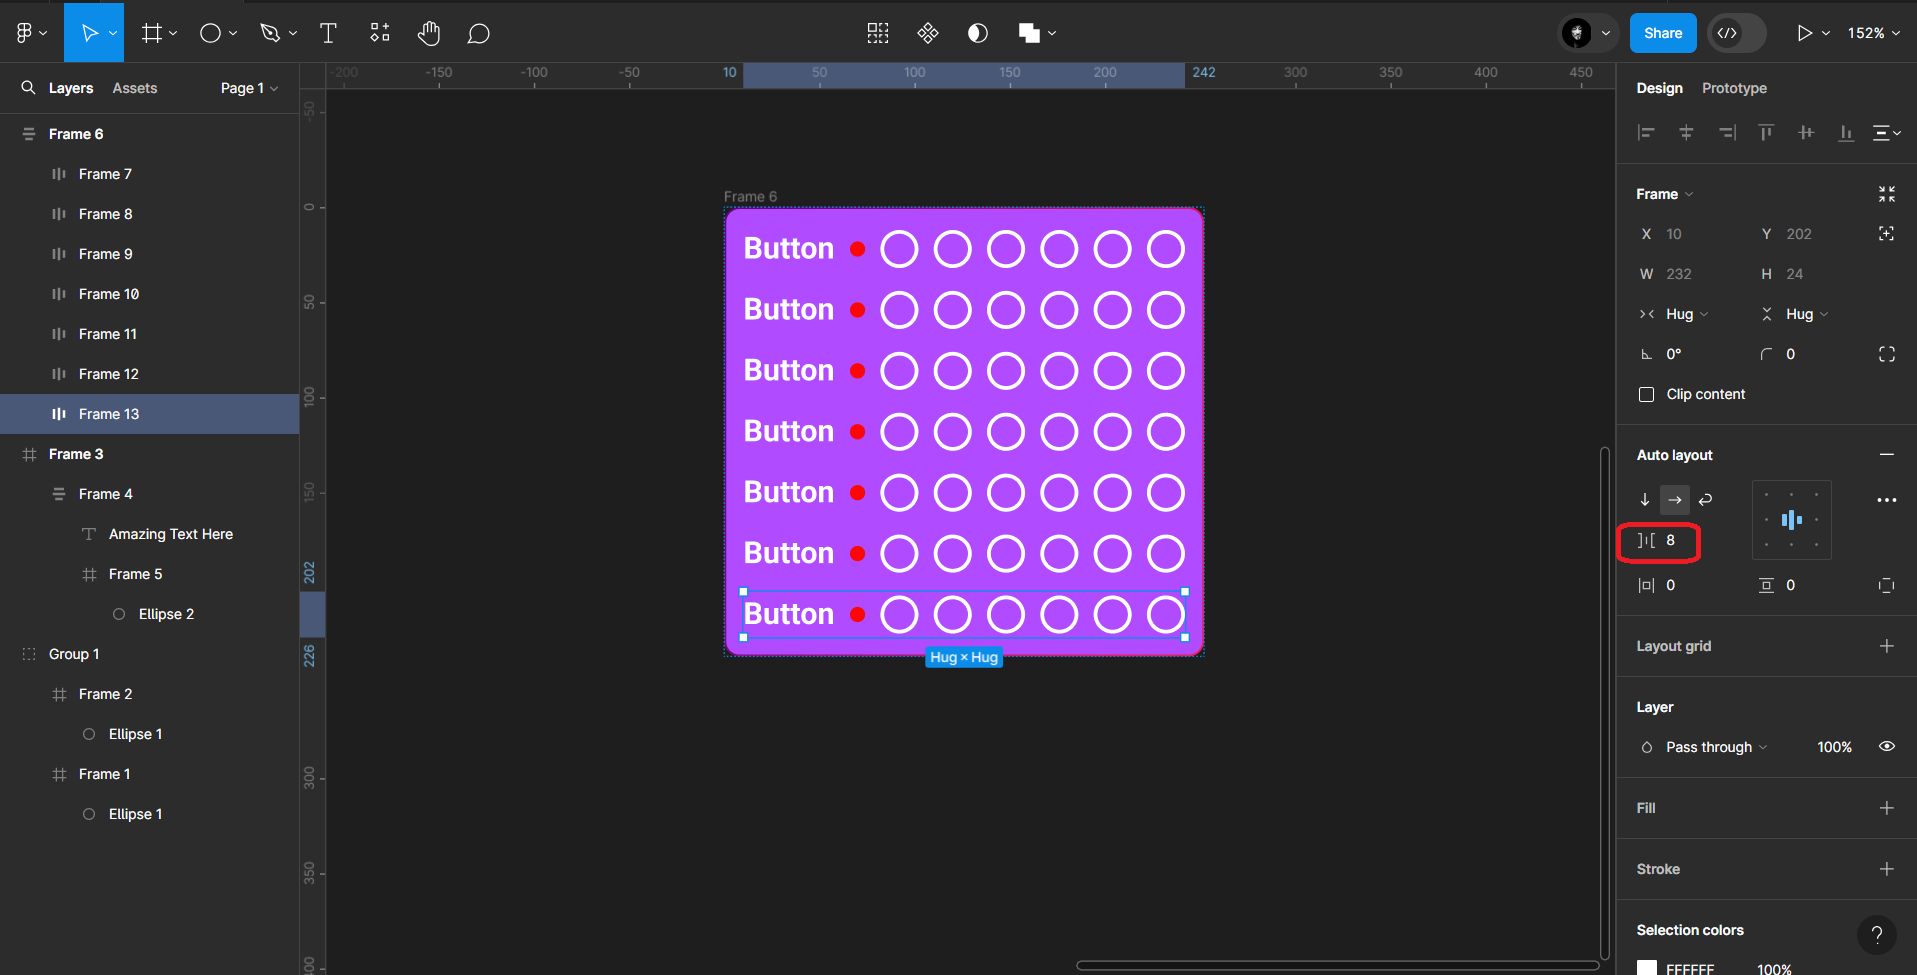 Share
152%
Layers Assets Page 1
-200 -150 -100 -50 10 50 100 150 200 242 300 350 400 450
Design Prototype
Frame 6
Frame 7
Frame 8
Frame 9
Frame 10
Frame 11
Frame 12
Frame 13
Frame 3
Frame 4
Amazing Text Here
Frame 5
Ellipse 2
Group 1
Frame 2
Ellipse 1
Frame 1
Ellipse 1
-50
0
50
100
150
202
226
300
350
400
Frame 6
Button
Button
Button
Button
Button
Button
Button
Hug × Hug
Frame
X 10 Y 202
W 232 H 24
Hug Hug
0° 0
Clip content
Auto layout
8
0 0
Layout grid
Layer
Pass through 100%
Fill
Stroke
Selection colors
?
FFFFFF 100%